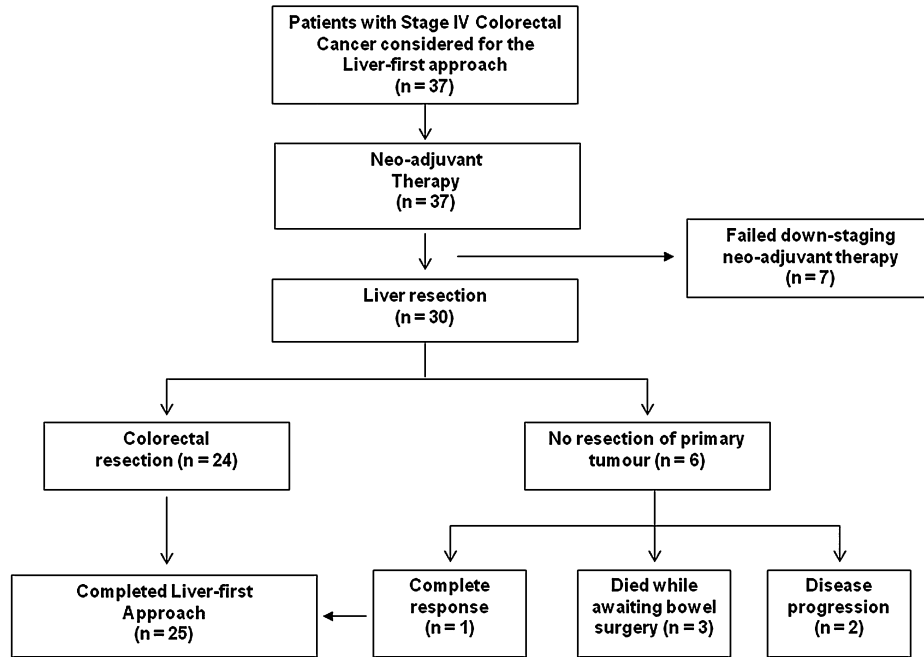 Patients with Stage IV Colorectal
Cancer considered for the
Liver-first approach
(n = 37)
Neo-adjuvant
Therapy
(n = 37)
Failed down-staging
neo-adjuvant therapy
(n = 7)
Liver resection
(n = 30)
Colorectal
resection (n = 24)
No resection of primary
tumour (n = 6)
Completed Liver-first
Approach
(n = 25)
Complete
response
(n = 1)
Died while
awaiting bowel
surgery (n = 3)
Disease
progression
(n = 2)